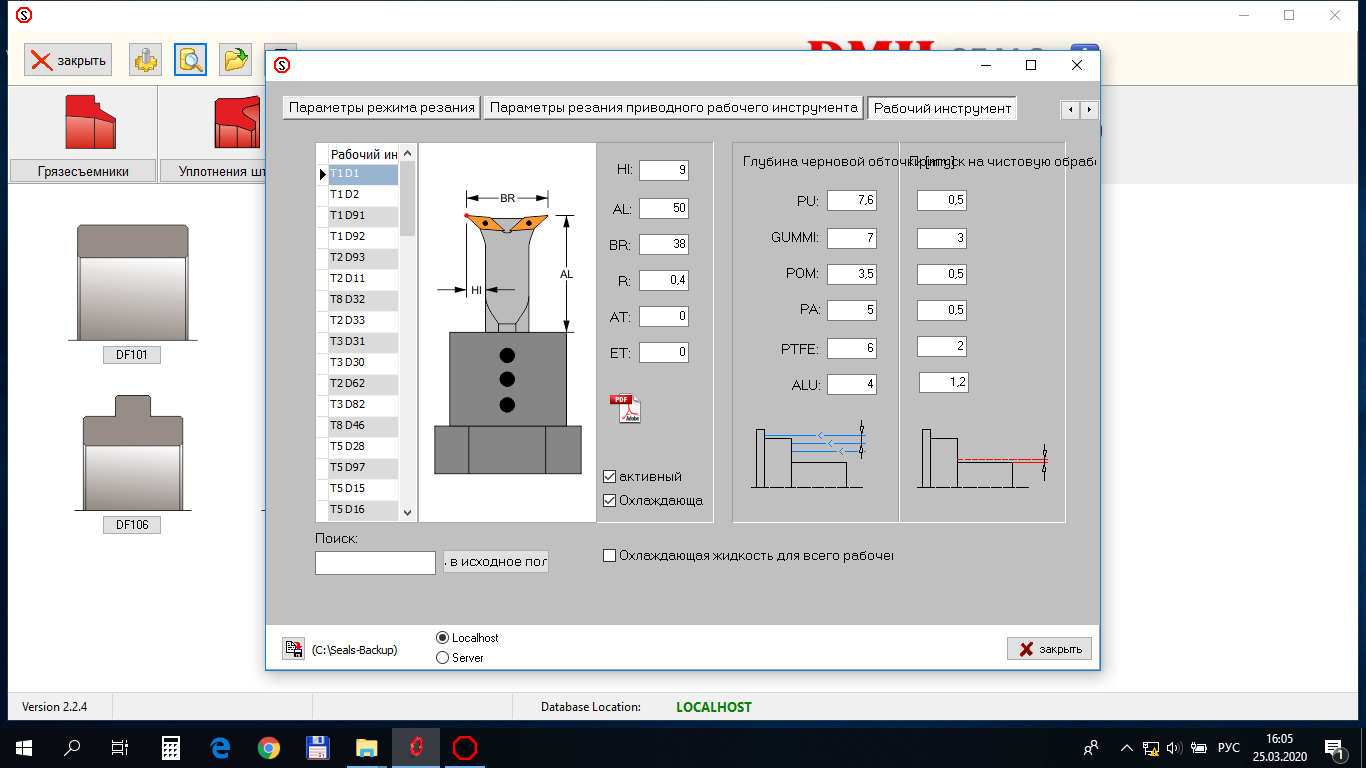 закрыть
DMH SEALS
Грязесъемники
Уплотнения шт
DF101
DF106
Параметры режима резания
Параметры резания приводного рабочего инструмента
Рабочий инструмент
Рабочий ин
T1 D1
T1 D2
T1 D91
T1 D92
T2 D93
T2 D11
T8 D32
T2 D33
T3 D31
T3 D30
T2 D62
T3 D82
T8 D46
T5 D28
T5 D97
T5 D15
T5 D16
BR
AL
HI
HI: 9
AL: 50
BR: 38
R: 0,4
AT: 0
ET: 0
PDF
Adobe
активный
Охлаждающа
Глубина черновой обточки
Припуск на чистовую обраб
PU: 7,6 0,5
GUMMI: 7 3
POM: 3,5 0,5
PA: 5 0,5
PTFE: 6 2
ALU: 4 1,2
Поиск:
в исходное пол
Охлаждающая жидкость для всего рабочег
(C:\Seals-Backup)
Localhost
Server
закрыть
Version 2.2.4
Database Location: LOCALHOST
РУС
16:05
25.03.2020
1